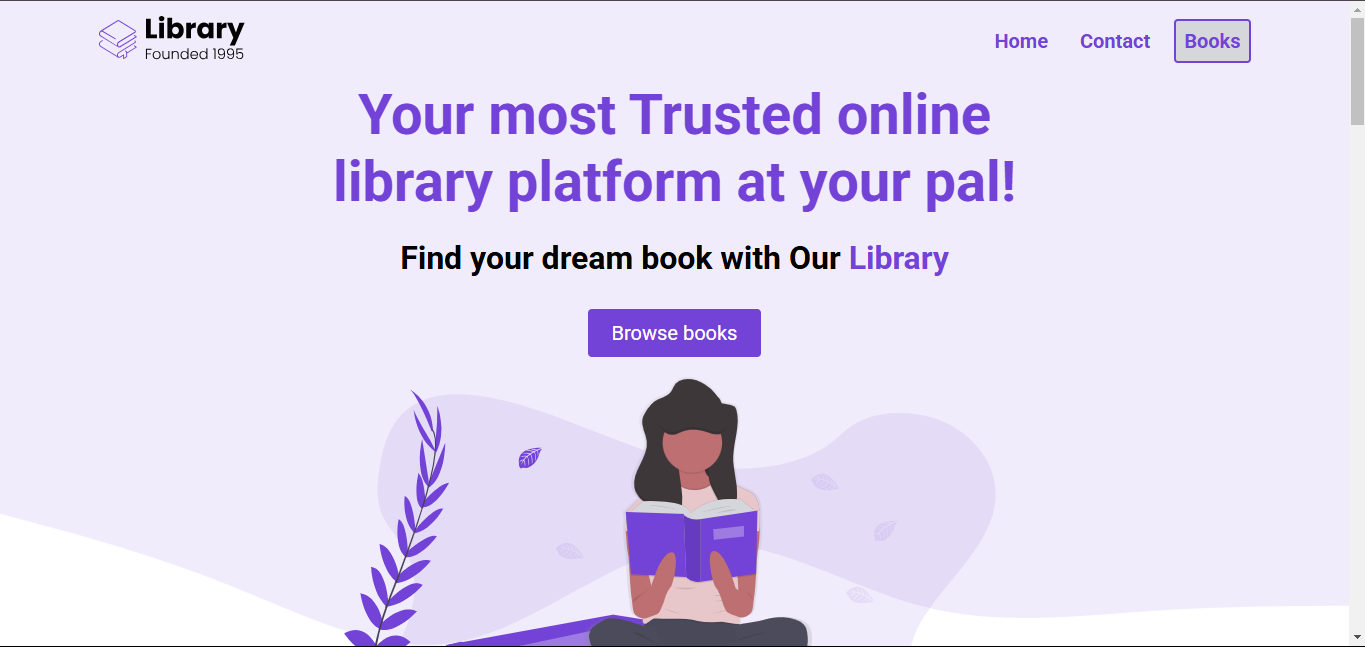 Library
Founded 1995
Home
Contact
Books
Your most Trusted online
library platform at your pal!
Find your dream book with Our Library
Browse books